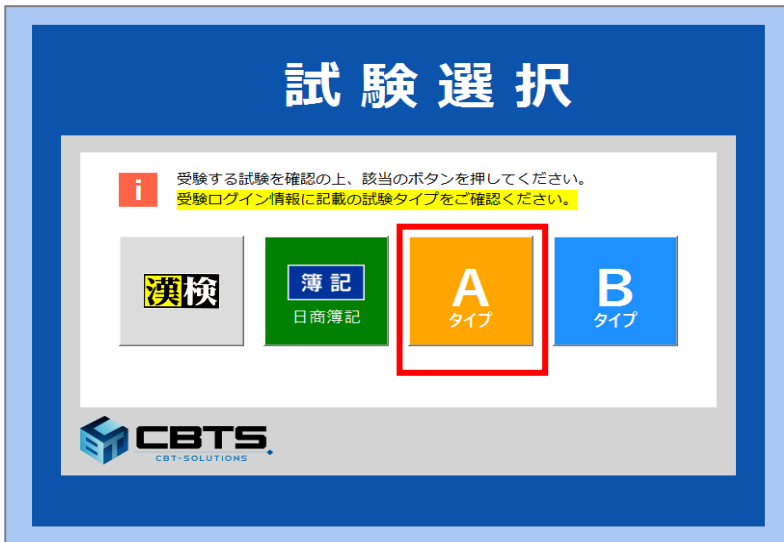 試験選択
i
受験する試験を確認の上、該当のボタンを押してください。
受験ログイン情報に記載の試験タイプをご確認ください。
漢検
簿記
日商簿記
A
タイプ
B
タイプ
CBTS
CBT-SOLUTIONS